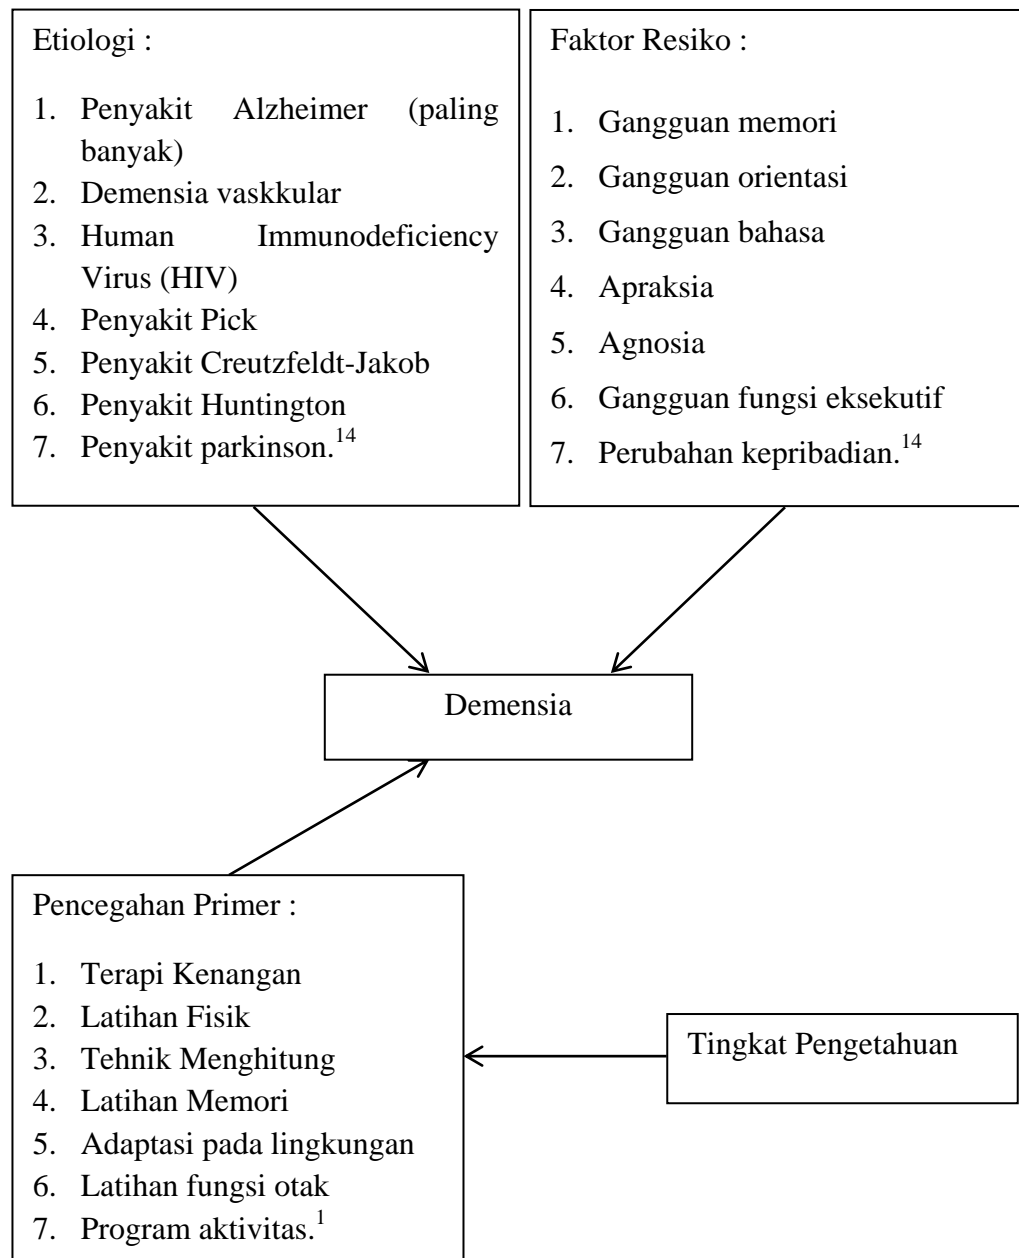 Etiologi :
1. Penyakit Alzheimer (paling
banyak)
2. Demensia vaskkular
3. Human Immunodeficiency
Virus (HIV)
4. Penyakit Pick
5. Penyakit Creutzfeldt-Jakob
6. Penyakit Huntington
7. Penyakit parkinson.14
Faktor Resiko :
1. Gangguan memori
2. Gangguan orientasi
3. Gangguan bahasa
4. Apraksia
5. Agnosia
6. Gangguan fungsi eksekutif
7. Perubahan kepribadian.14
Demensia
Pencegahan Primer :
1. Terapi Kenangan
2. Latihan Fisik
3. Tehnik Menghitung
4. Latihan Memori
5. Adaptasi pada lingkungan
6. Latihan fungsi otak
7. Program aktivitas.1
Tingkat Pengetahuan